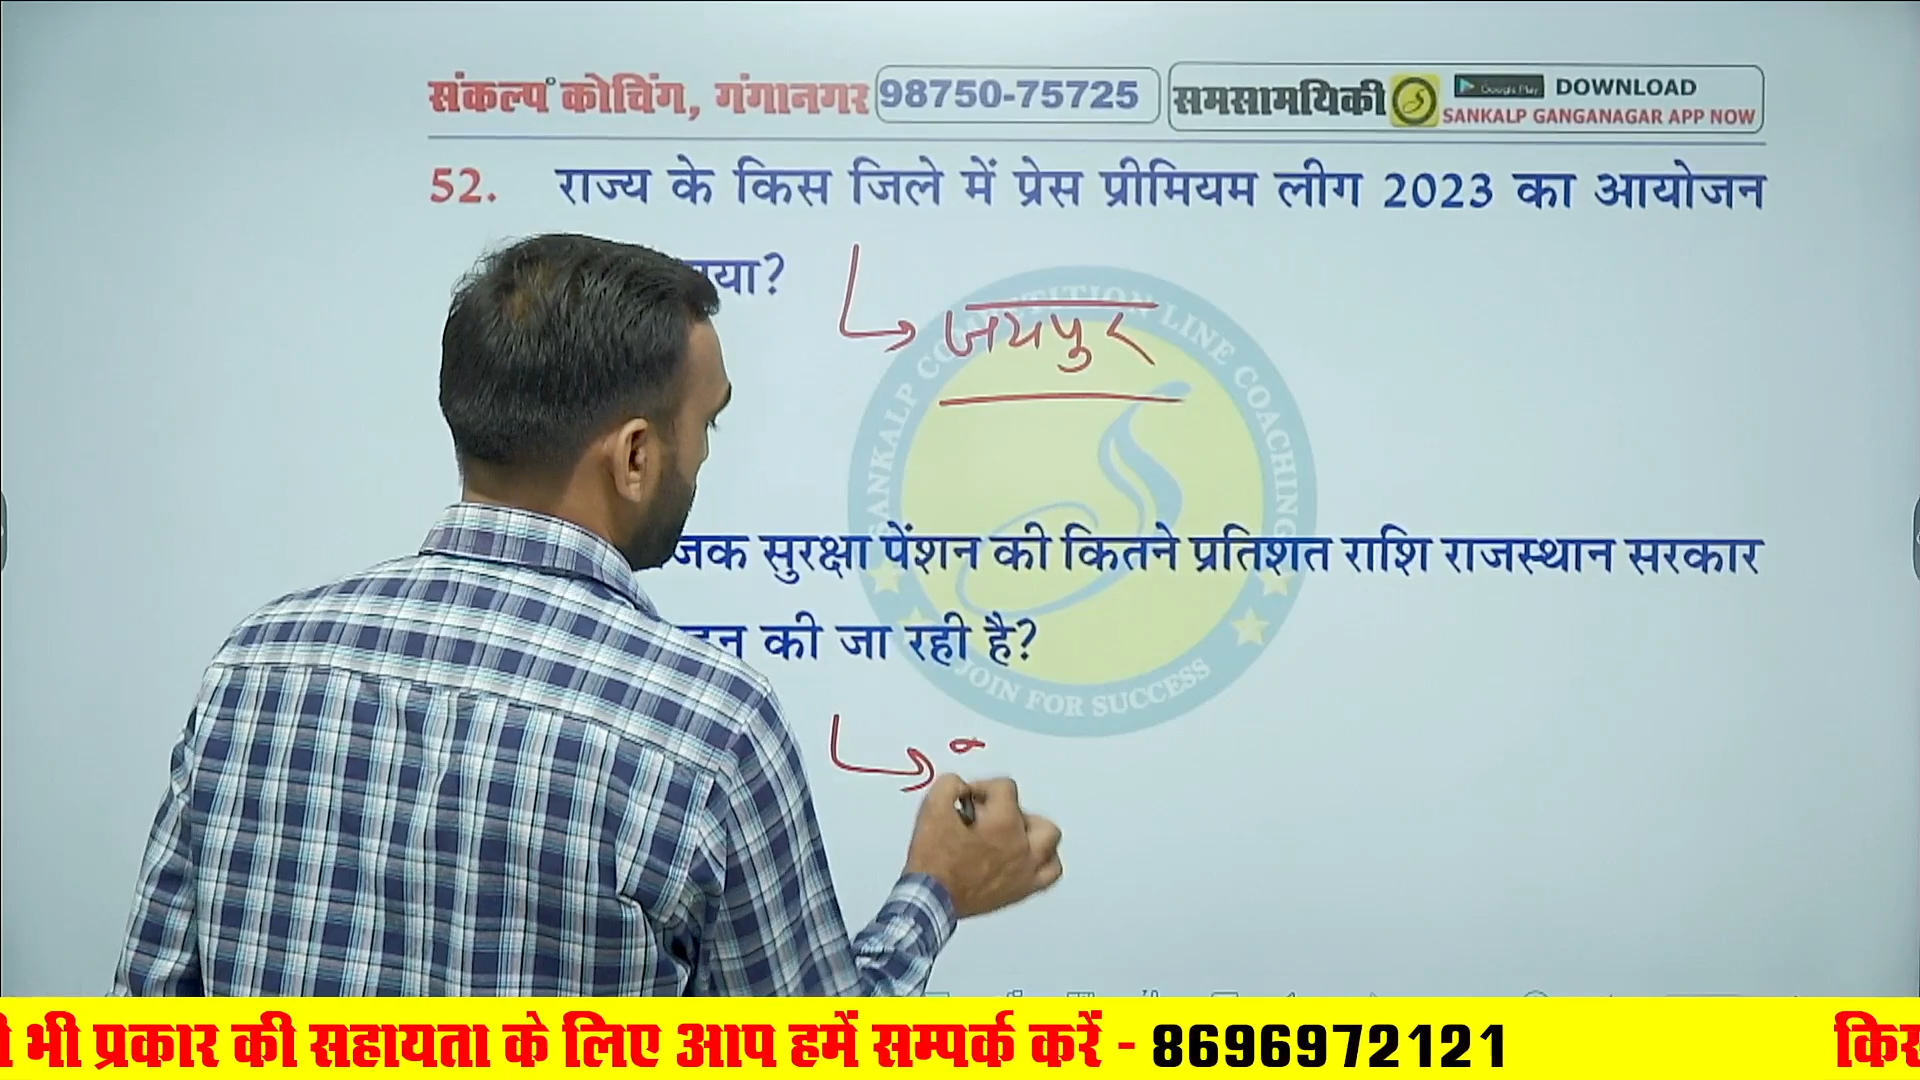 संकल्प कोचिंग, गंगानगर 98750-75725 समसामयिकी Google Play DOWNLOAD
SANKALP GANGANAGAR APP NOW
52. राज्य के किस जिले में प्रेस प्रीमियम लीग 2023 का आयोजन
या?
जयपुर
SANKALP COMPETITION LINE COACHING
JOIN FOR SUCCESS
जक सुरक्षा पेंशन की कितने प्रतिशत राशि राजस्थान सरकार
की जा रही है?
भी प्रकार की सहायता के लिए आप हमें सम्पर्क करें - 8696972121